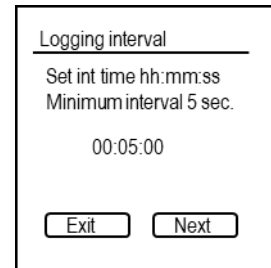 Logging interval
Set int time hh:mm:ss
Minimum interval 5 sec.
00:05:00
Exit Next